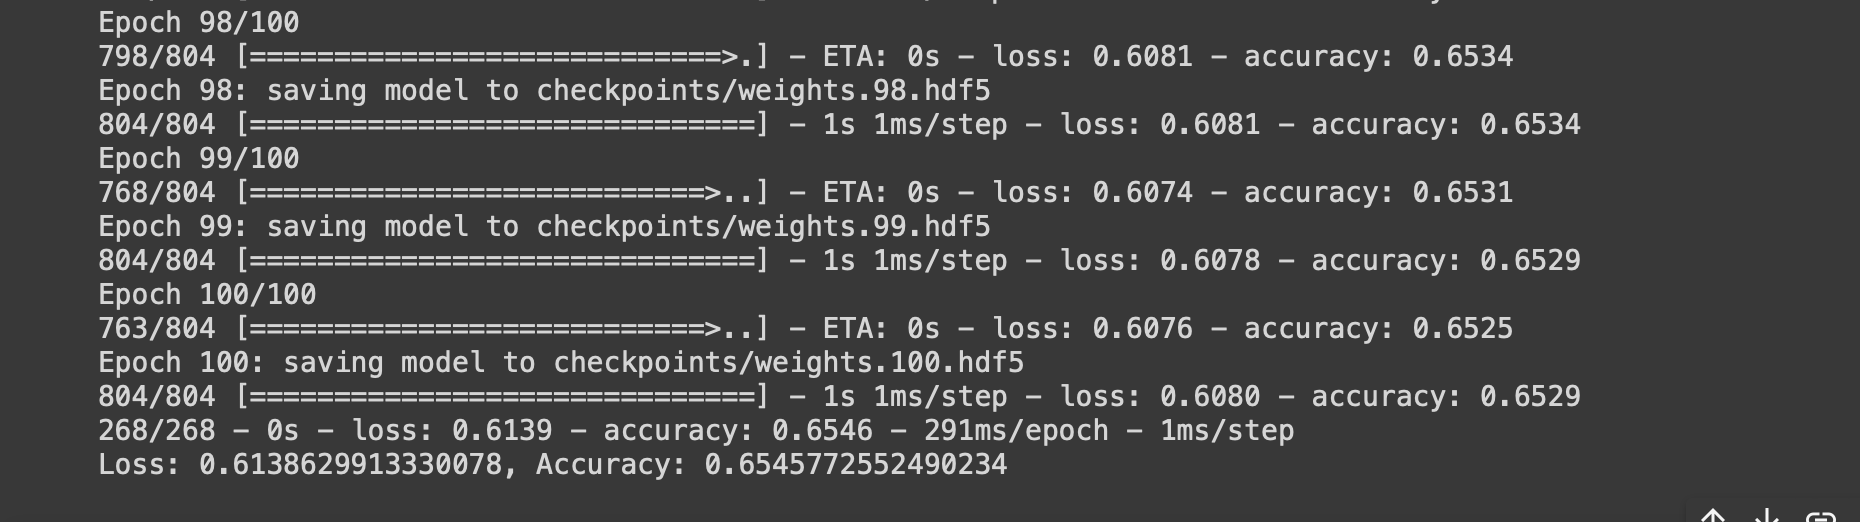 Epoch 98/100
798/804 [============================>.] - ETA: 0s - loss: 0.6081 - accuracy: 0.6534
Epoch 98: saving model to checkpoints/weights.98.hdf5
804/804 [==============================] - 1s 1ms/step - loss: 0.6081 - accuracy: 0.6534
Epoch 99/100
768/804 [===========================>..] - ETA: 0s - loss: 0.6074 - accuracy: 0.6531
Epoch 99: saving model to checkpoints/weights.99.hdf5
804/804 [==============================] - 1s 1ms/step - loss: 0.6078 - accuracy: 0.6529
Epoch 100/100
763/804 [===========================>..] - ETA: 0s - loss: 0.6076 - accuracy: 0.6525
Epoch 100: saving model to checkpoints/weights.100.hdf5
804/804 [==============================] - 1s 1ms/step - loss: 0.6080 - accuracy: 0.6529
268/268 - 0s - loss: 0.6139 - accuracy: 0.6546 - 291ms/epoch - 1ms/step
Loss: 0.6138629913330078, Accuracy: 0.6545772552490234